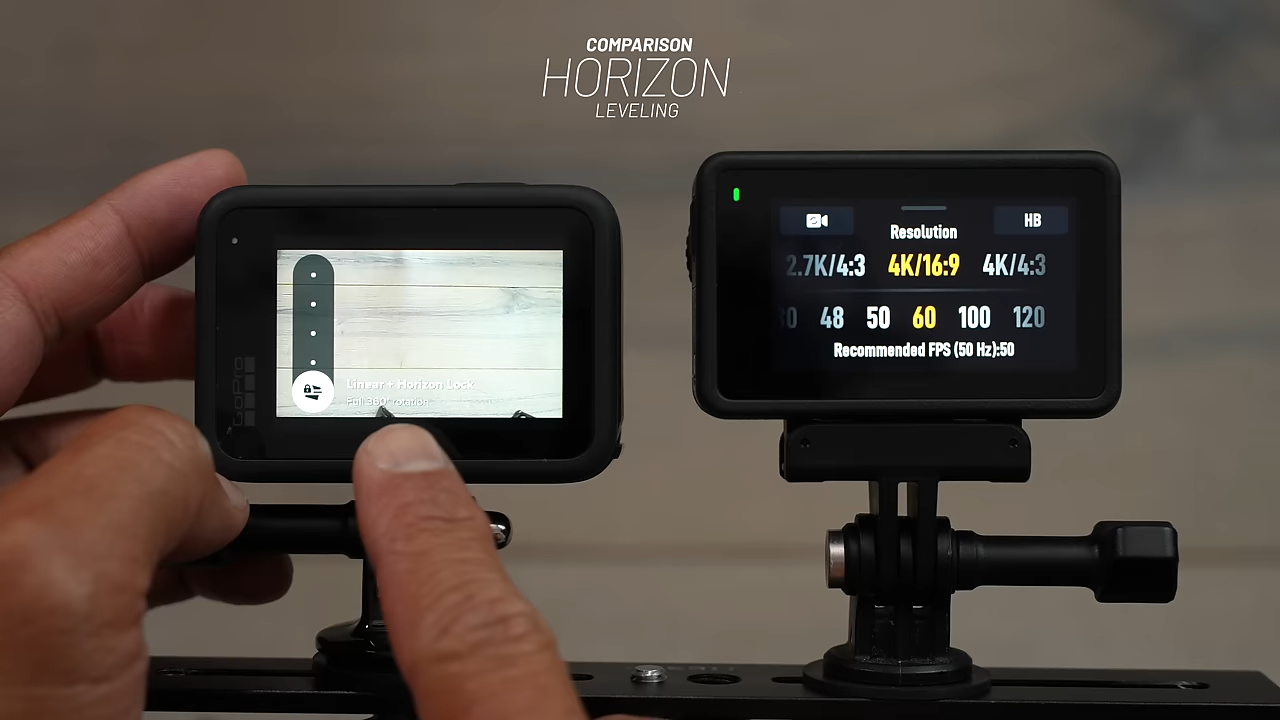 COMPARISON
HORIZON
LEVELING
Linear + Horizon Lock
Full 360° rotation.
GoPro
HB
Resolution
2.7K/4:3 4K/16:9 4K/4:3
48 50 60 100 120
Recommended FPS (50 Hz):50